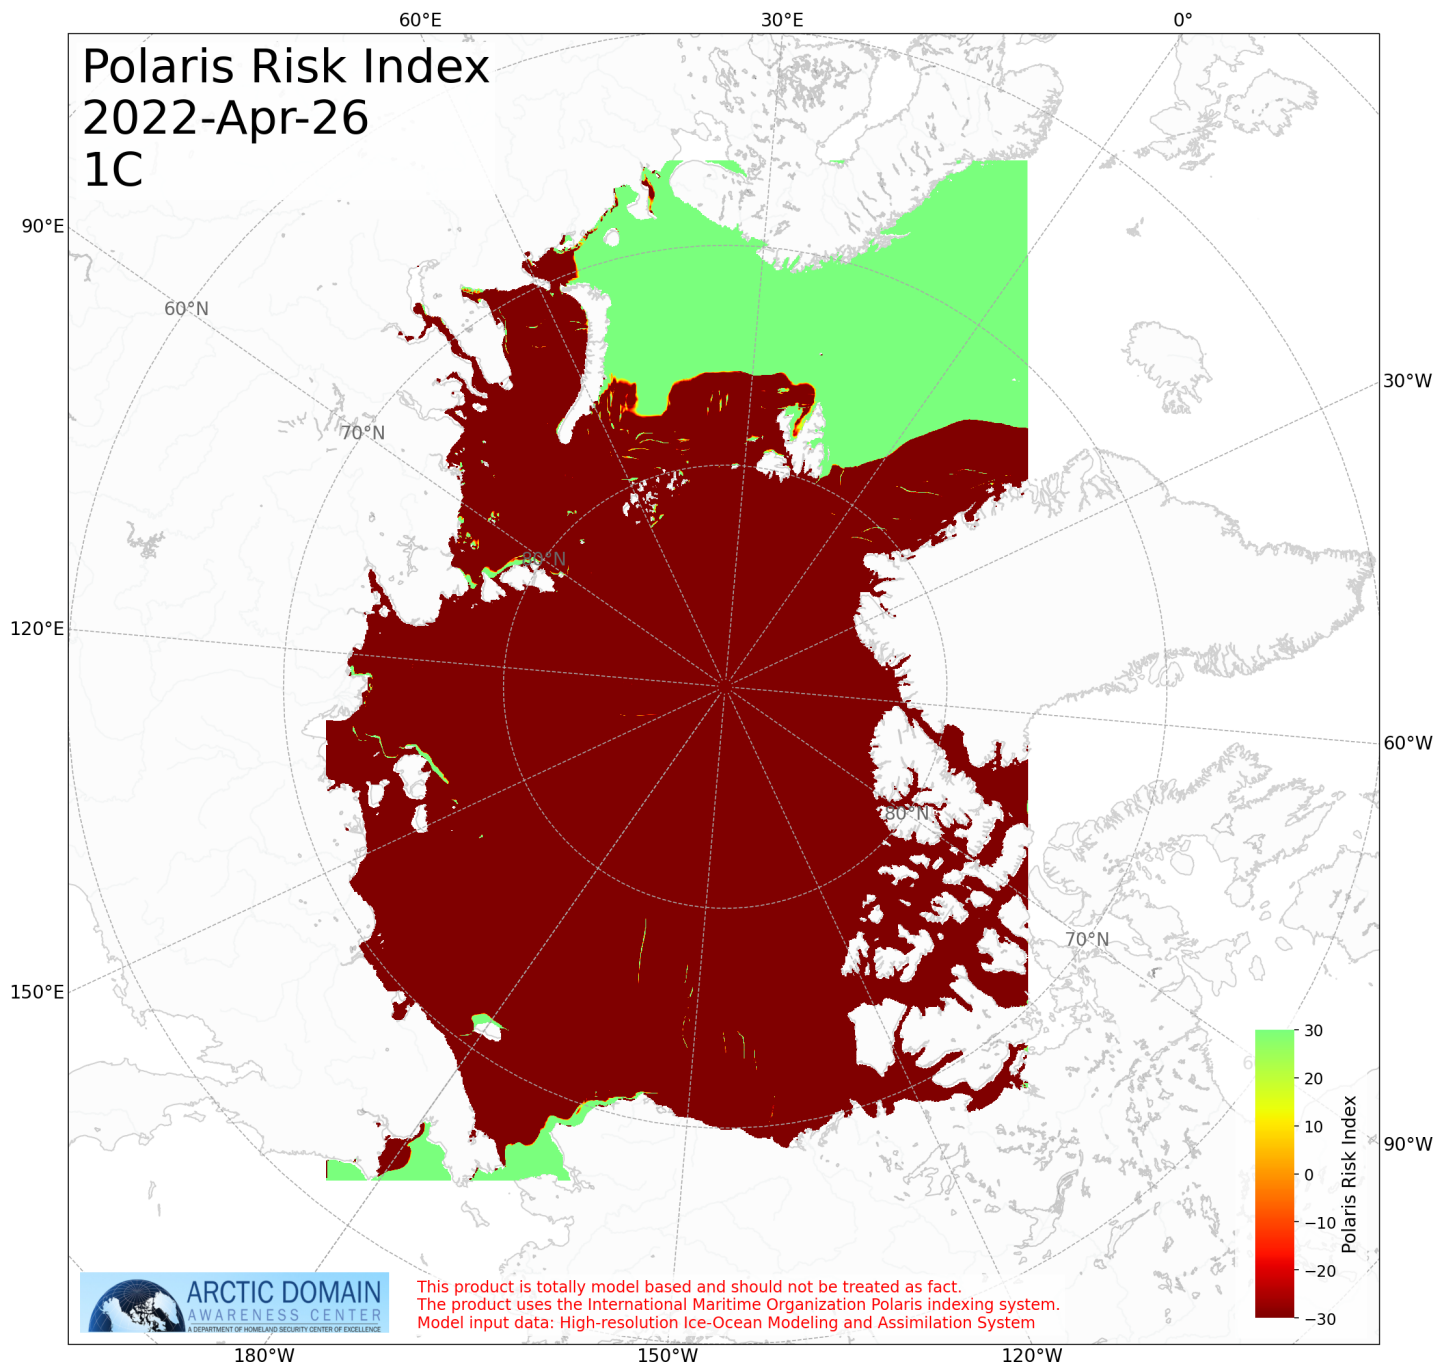 60°E
30°E
0°
Polaris Risk Index
2022-Apr-26
1C
90°E
60°N
30°W
70°N
80°N
120°E
60°W
80°N
70°N
150°E
30
20
10
0
−10
−20
−30
Polaris Risk Index
90°W
ARCTIC DOMAIN
AWARENESS CENTER
A DEPARTMENT OF HOMELAND SECURITY CENTER OF EXCELLENCE
This product is totally model based and should not be treated as fact.
The product uses the International Maritime Organization Polaris indexing system.
Model input data: High-resolution Ice-Ocean Modeling and Assimilation System
180°W
150°W
120°W